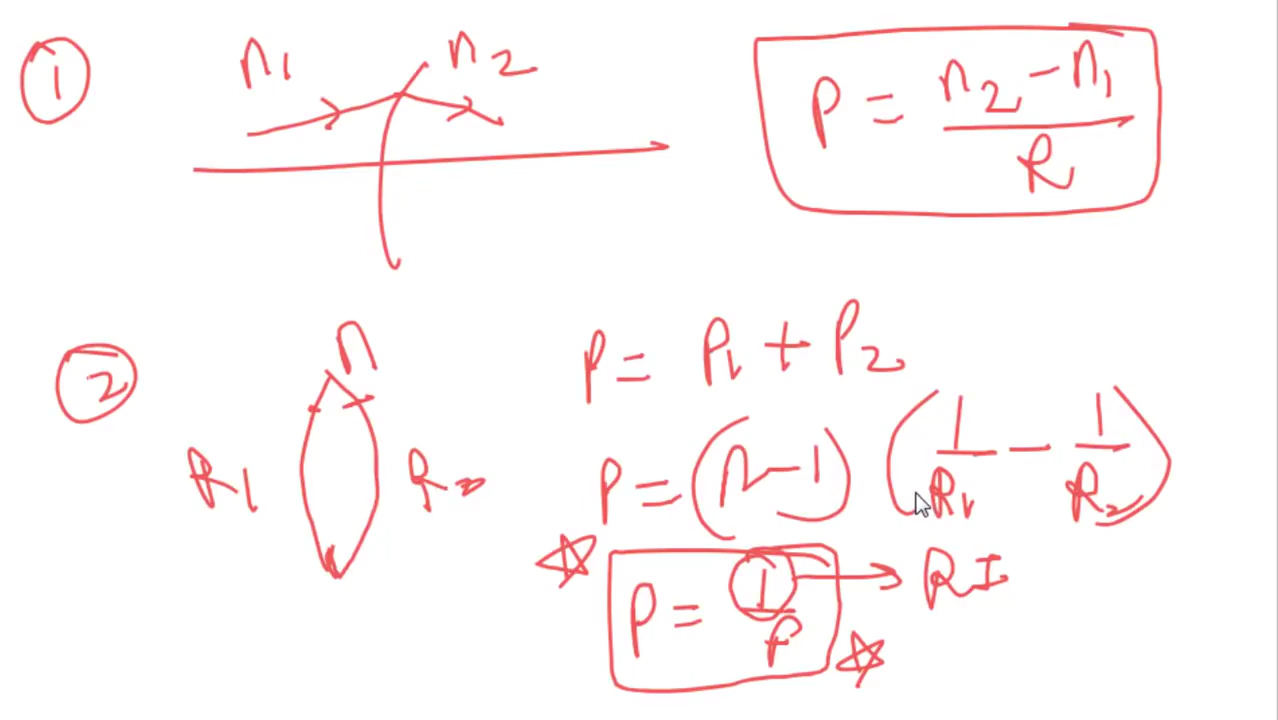 ① n₁ n₂ P = (n₂ - n₁)/R
② n
R₁ R₂ P = P₁ + P₂
P = (n-1) (1/R₁ - 1/R₂)
P = 1/f → RI